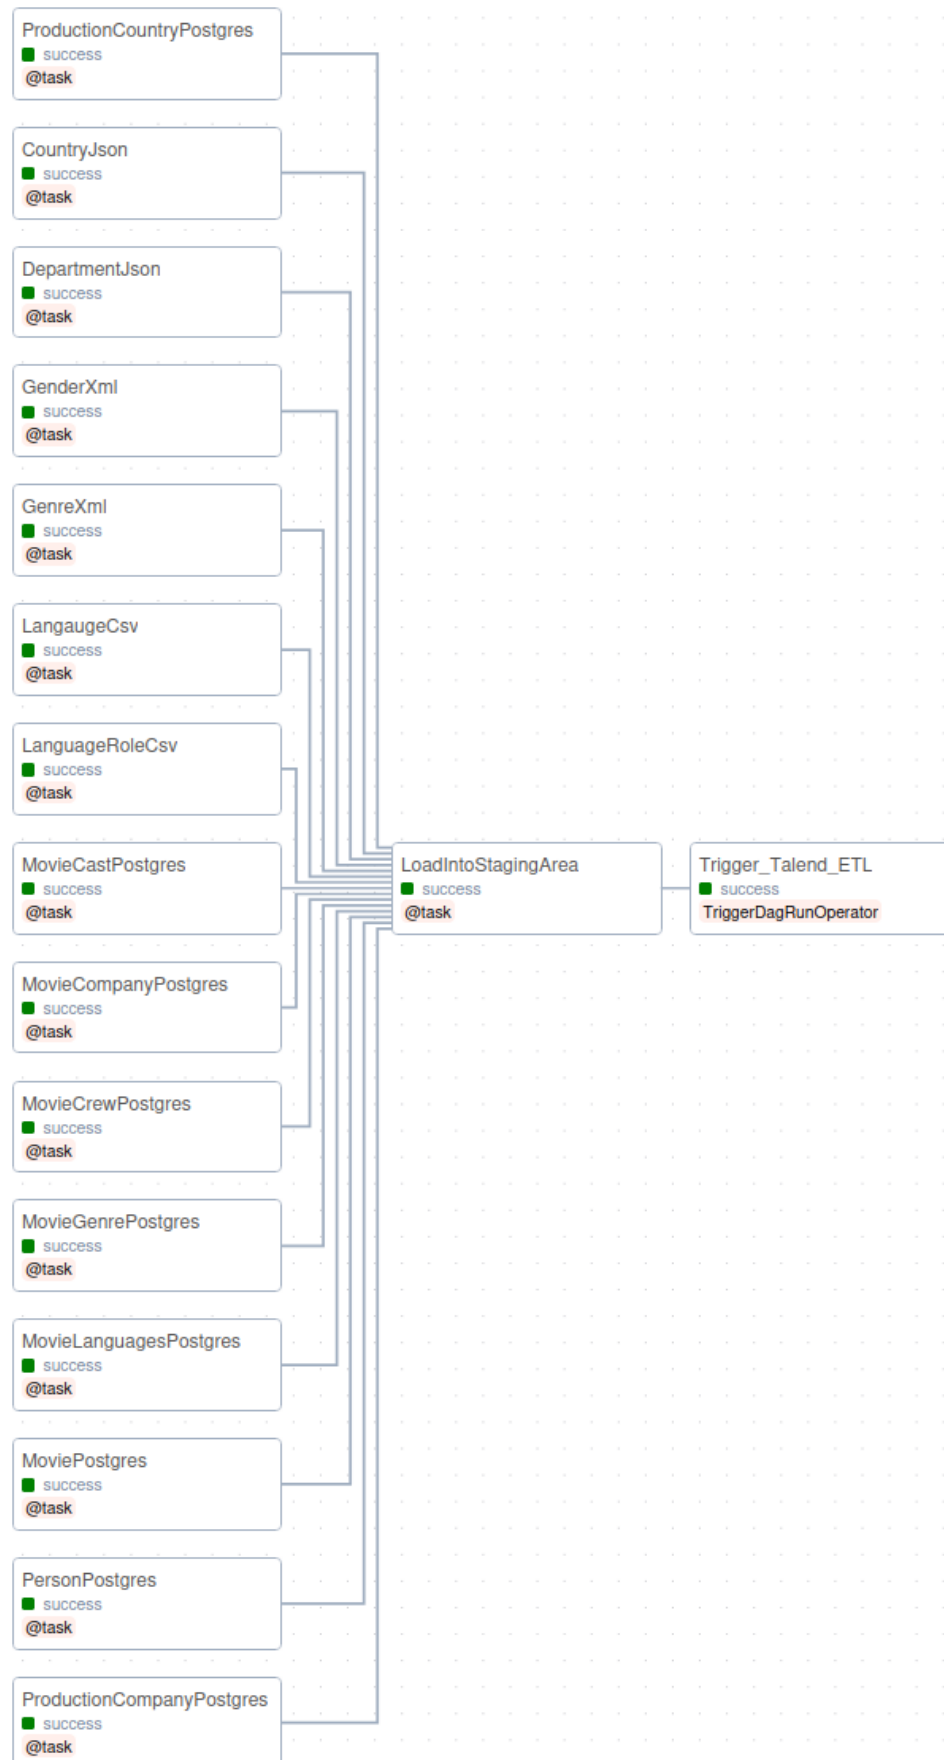 ProductionCountryPostgres
success
@task
CountryJson
success
@task
DepartmentJson
success
@task
GenderXml
success
@task
GenreXml
success
@task
LangaugeCsv
success
@task
LanguageRoleCsv
success
@task
MovieCastPostgres
success
@task
LoadIntoStagingArea
success
@task
Trigger_Talend_ETL
success
TriggerDagRunOperator
MovieCompanyPostgres
success
@task
MovieCrewPostgres
success
@task
MovieGenrePostgres
success
@task
MovieLanguagesPostgres
success
@task
MoviePostgres
success
@task
PersonPostgres
success
@task
ProductionCompanyPostgres
success
@task